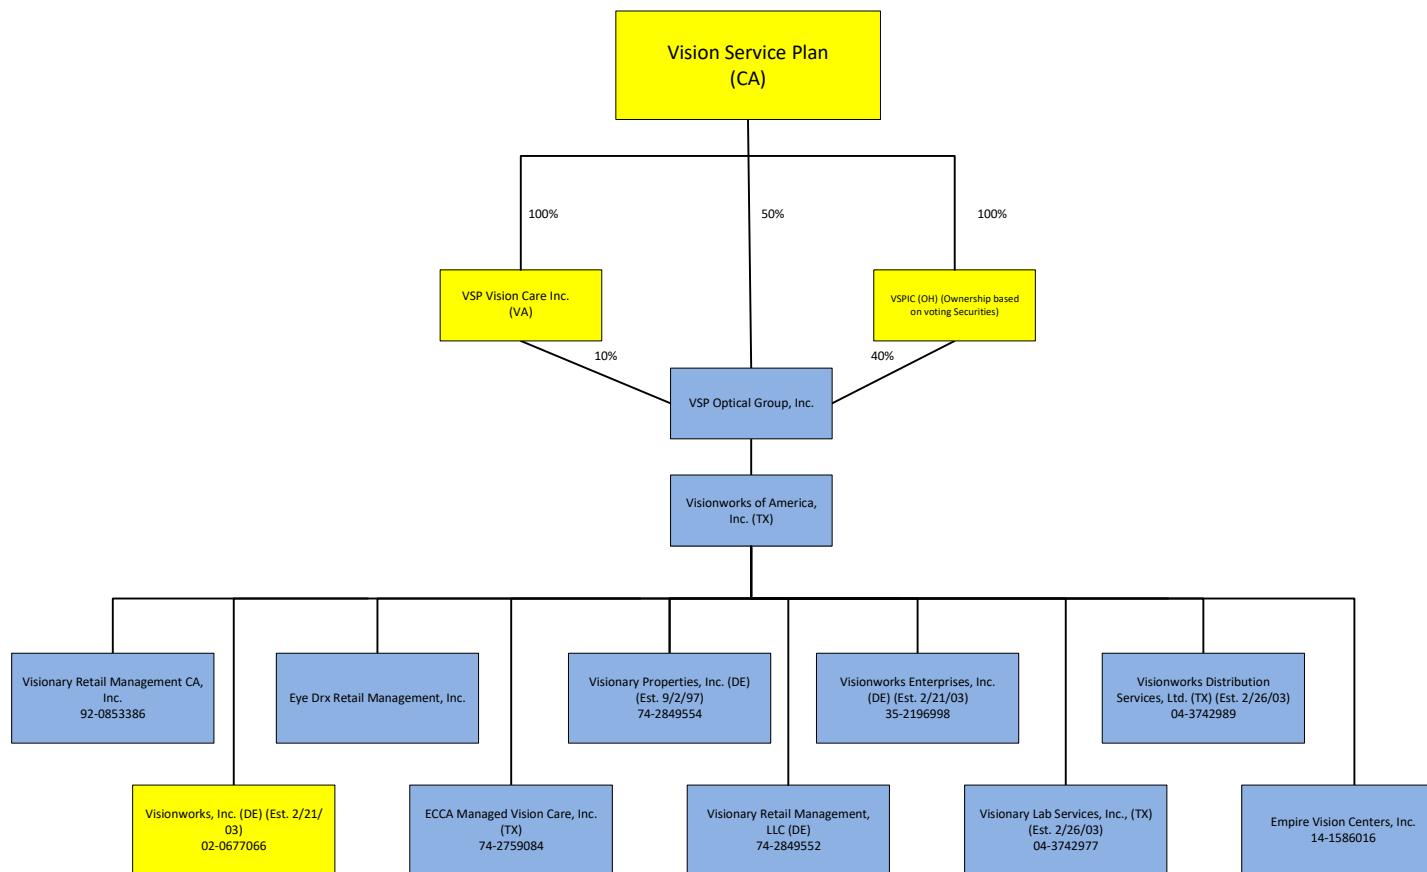 Vision Service Plan
(CA)
100%
50%
100%
VSP Vision Care Inc.
(VA)
VSPIC (OH) (Ownership based
on voting Securities)
10%
40%
VSP Optical Group, Inc.
Visionworks of America,
Inc. (TX)
Visionary Retail Management CA,
Inc.
92-0853386
Eye Drx Retail Management, Inc.
Visionary Properties, Inc. (DE)
(Est. 9/2/97)
74-2849554
Visionworks Enterprises, Inc.
(DE) (Est. 2/21/03)
35-2196998
Visionworks Distribution
Services, Ltd. (TX) (Est. 2/26/03)
04-3742989
Visionworks, Inc. (DE) (Est. 2/21/
03)
02-0677066
ECCA Managed Vision Care, Inc.
(TX)
74-2759084
Visionary Retail Management,
LLC (DE)
74-2849552
Visionary Lab Services, Inc., (TX)
(Est. 2/26/03)
04-3742977
Empire Vision Centers, Inc.
14-1586016